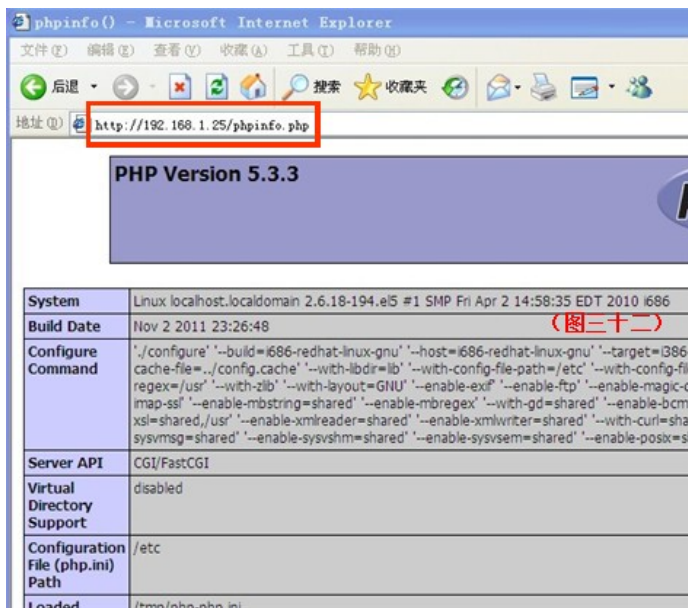 phpinfo() - Microsoft Internet Explorer
文件(F) 编辑(E) 查看(V) 收藏(A) 工具(T) 帮助(H)
后退 搜索 收藏夹
地址(D) http://192.168.1.25/phpinfo.php
PHP Version 5.3.3
System Linux localhost.localdomain 2.6.18-194.el5 #1 SMP Fri Apr 2 14:58:35 EDT 2010 i686
Build Date Nov 2 2011 23:26:48
(图三十二)
Configure Command './configure' '--build=i686-redhat-linux-gnu' '--host=i686-redhat-linux-gnu' '--target=i386
cache-file=../config.cache' '--with-libdir=lib' '--with-config-file-path=/etc' '--with-config-fil
regex=/usr' '--with-zlib' '--with-layout=GNU' '--enable-exif' '--enable-ftp' '--enable-magic-q
imap-ssl' '--enable-mbstring=shared' '--enable-mbregex' '--with-gd=shared' '--enable-bcm
xsl=shared,/usr' '--enable-xmlreader=shared' '--enable-xmlwriter=shared' '--with-curl=sha
sysvmsg=shared' '--enable-sysvshm=shared' '--enable-sysvsem=shared' '--enable-posix=s
Server API CGI/FastCGI
Virtual Directory Support disabled
Configuration File (php.ini) Path /etc
Loaded /tmp/php-php.ini